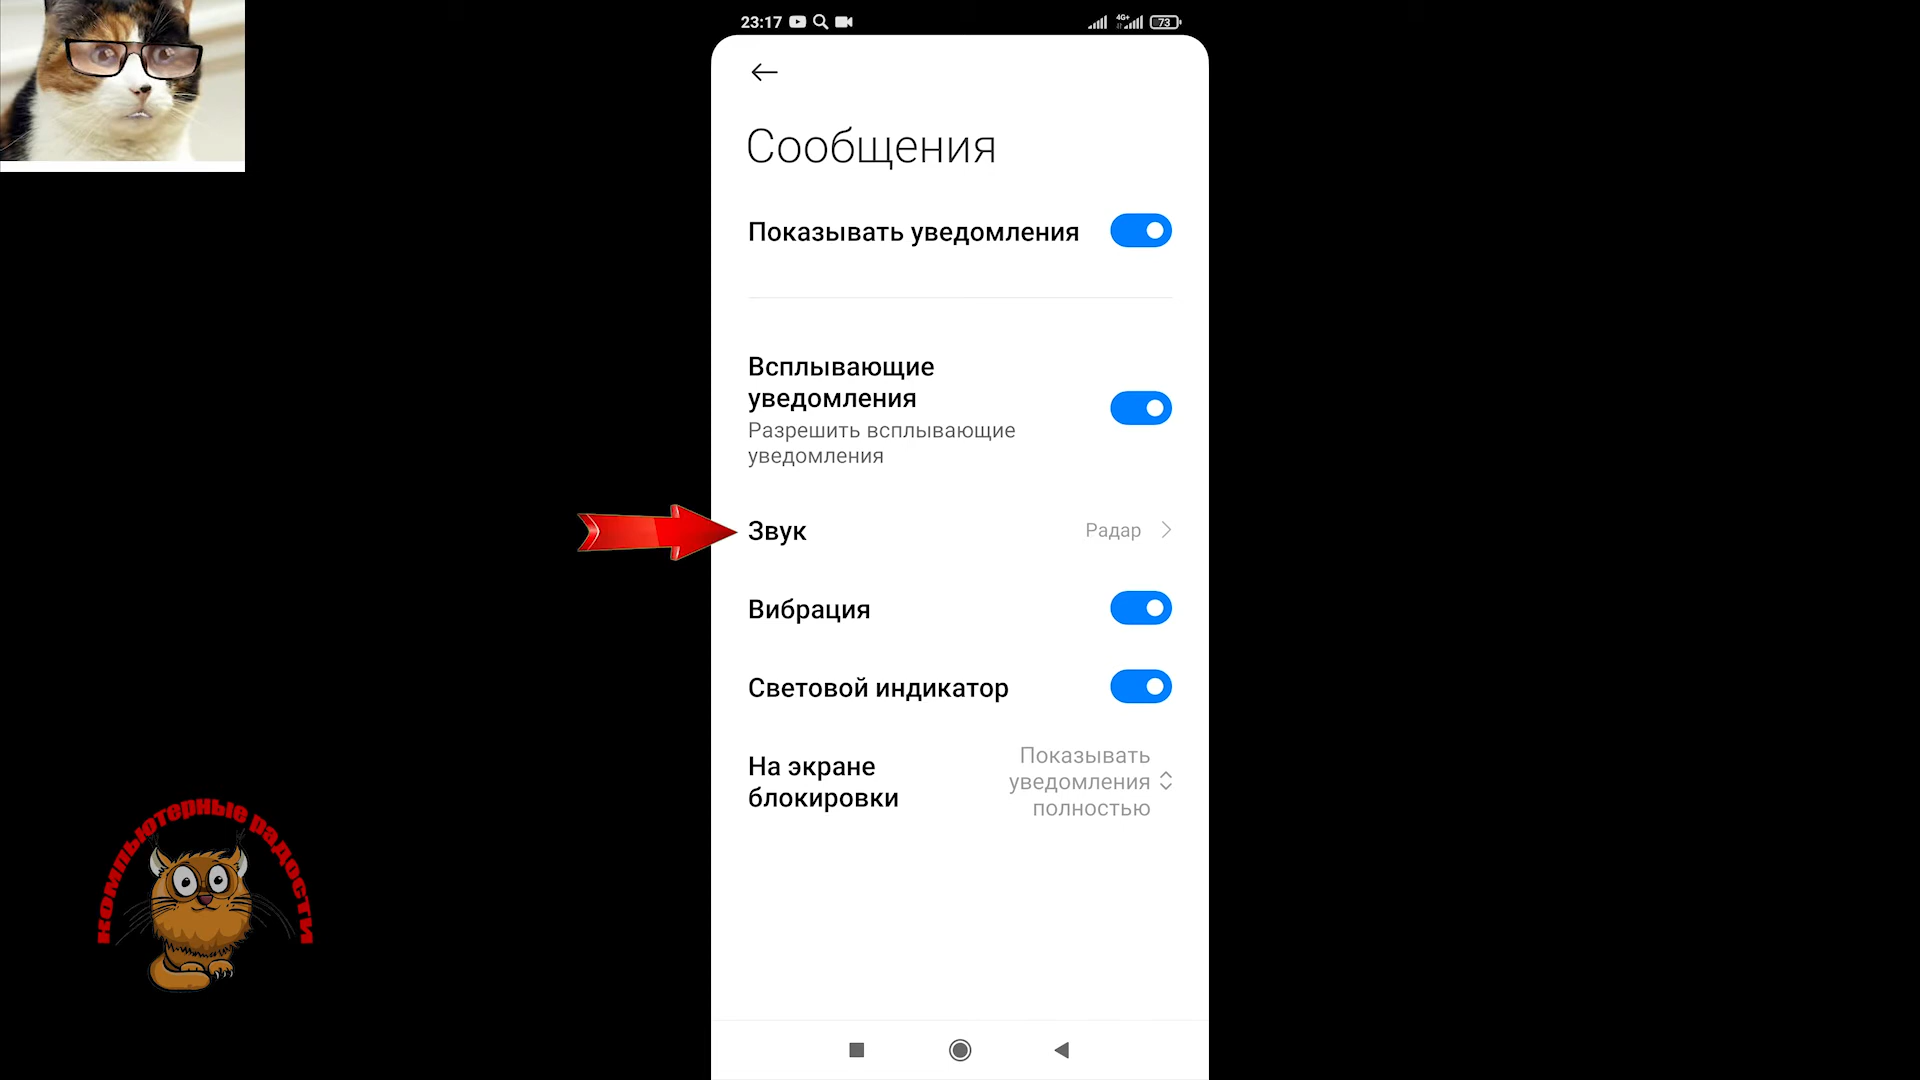 23:17
4G+
73
Сообщения
Показывать уведомления
Всплывающие
уведомления
Разрешить всплывающие
уведомления
Звук
Радар
Вибрация
Световой индикатор
На экране
блокировки
Показывать
уведомления
полностью
компьютерные радости